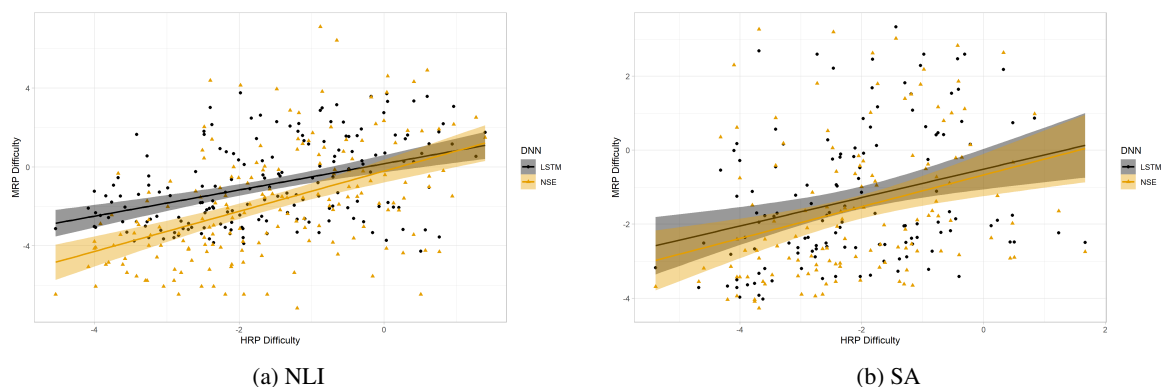 4
0
-4
-4
-2
0
HRP Difficulty
MRP Difficulty
DNN
LSTM
NSE
(a) NLI
2
0
-2
-4
-4
-2
0
2
HRP Difficulty
MRP Difficulty
DNN
LSTM
NSE
(b) SA